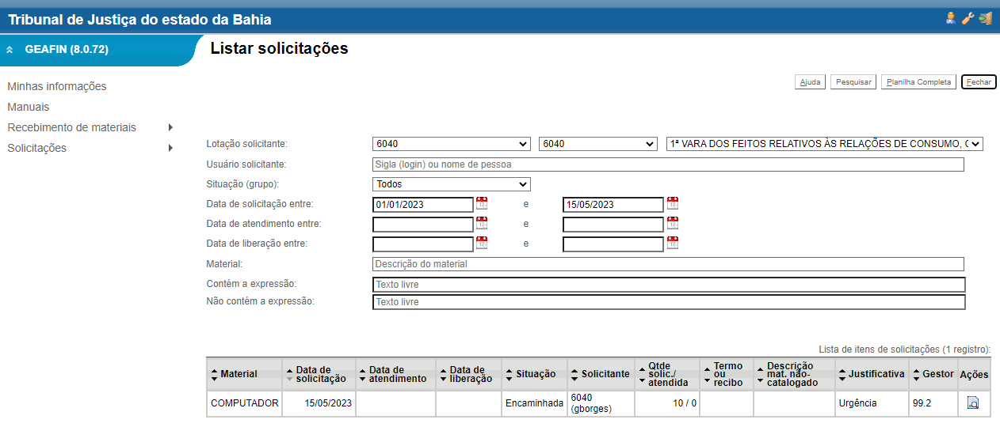 Tribunal de Justiça do estado da Bahia
GEAFIN (8.0.72)
Listar solicitações
Ajuda Pesquisar Planilha Completa Fechar
Minhas informações
Manuais
Recebimento de materiais
Solicitações
Lotação solicitante: 6040 6040 1ª VARA DOS FEITOS RELATIVOS ÀS RELAÇÕES DE CONSUMO,
Usuário solicitante: Sigla (login) ou nome de pessoa
Situação (grupo): Todos
Data de solicitação entre: 01/01/2023 e 15/05/2023
Data de atendimento entre: e
Data de liberação entre: e
Material: Descrição do material
Contém a expressão: Texto livre
Não contém a expressão: Texto livre
Lista de itens de solicitações (1 registro):
Material Data de solicitação Data de atendimento Data de liberação Situação Solicitante Qtde solic./ atendida Termo ou recibo Descrição mat. não-catalogado Justificativa Gestor Ações
COMPUTADOR 15/05/2023 Encaminhada 6040 (gborges) 10 / 0 Urgência 99.2